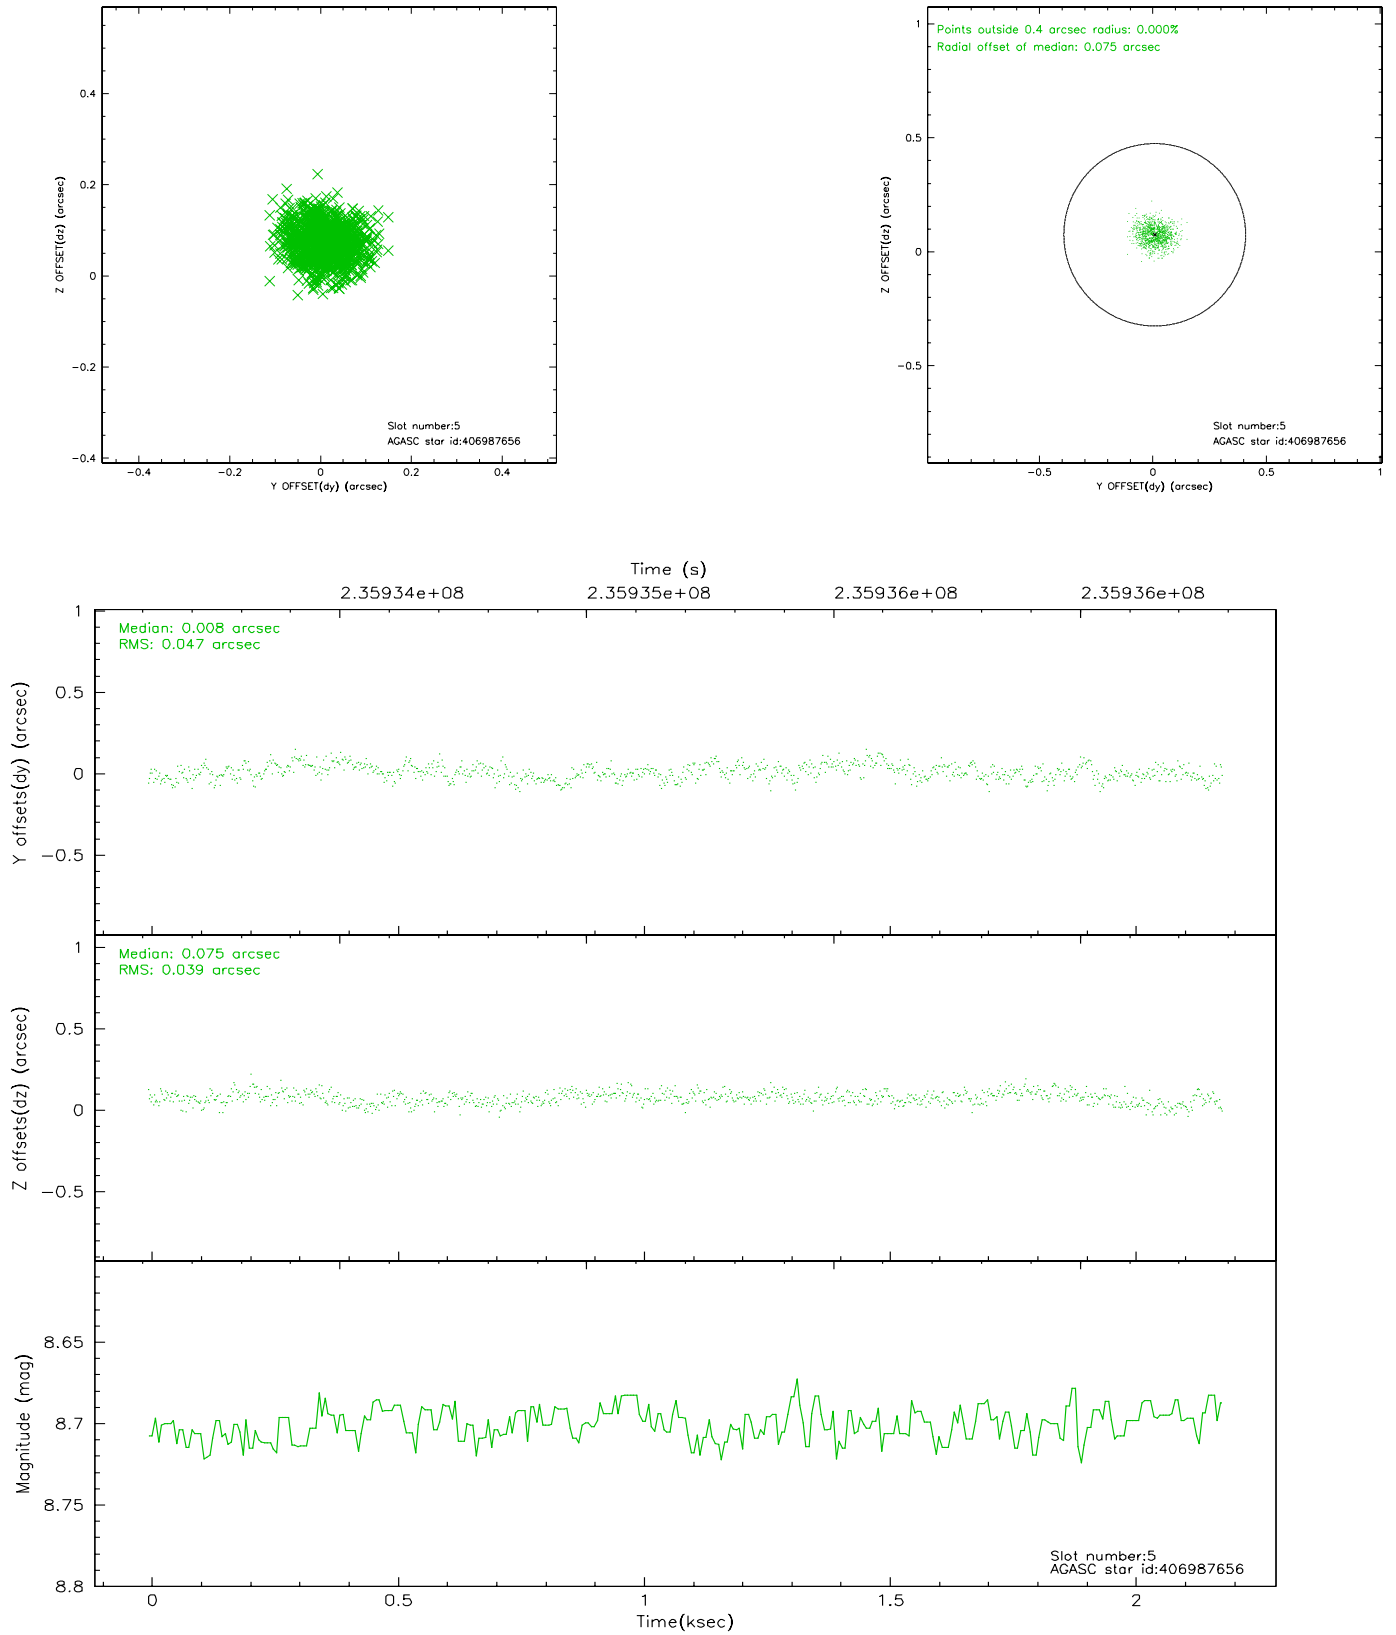 0.4
0.2
0
−0.2
−0.4
Z OFFSET(dz) (arcsec)
−0.4
−0.2
0
0.2
0.4
Y OFFSET(dy) (arcsec)
Slot number:5
AGASC star id:406987656
Points outside 0.4 arcsec radius: 0.000%
Radial offset of median: 0.075 arcsec
1
0.5
0
−0.5
Z OFFSET(dz) (arcsec)
−0.5
0
0.5
1
Y OFFSET(dy) (arcsec)
Slot number:5
AGASC star id:406987656
Time (s)
2.35934e+08
2.35935e+08
2.35936e+08
2.35936e+08
Median: 0.008 arcsec
RMS: 0.047 arcsec
1
0.5
0
−0.5
Y offsets(dy) (arcsec)
Median: 0.075 arcsec
RMS: 0.039 arcsec
1
0.5
0
−0.5
Z offsets(dz) (arcsec)
8.65
8.7
8.75
8.8
Magnitude (mag)
Slot number:5
AGASC star id:406987656
0
0.5
1
1.5
2
Time(ksec)